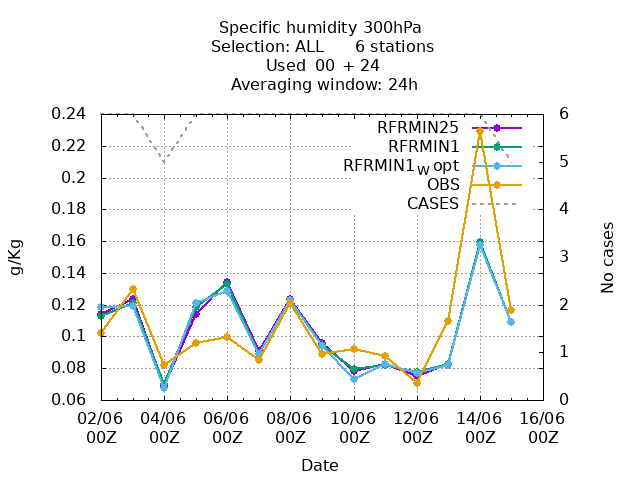 Specific humidity 300hPa
Selection: ALL 6 stations
Used 00 + 24
Averaging window: 24h
g/Kg
0.24
0.22
0.2
0.18
0.16
0.14
0.12
0.1
0.08
0.06
RFRMIN25
RFRMIN1
RFRMIN1w opt
OBS
CASES
6
5
4
3
2
1
0
No cases
02/06 04/06 06/06 08/06 10/06 12/06 14/06 16/06
00Z 00Z 00Z 00Z 00Z 00Z 00Z 00Z
Date